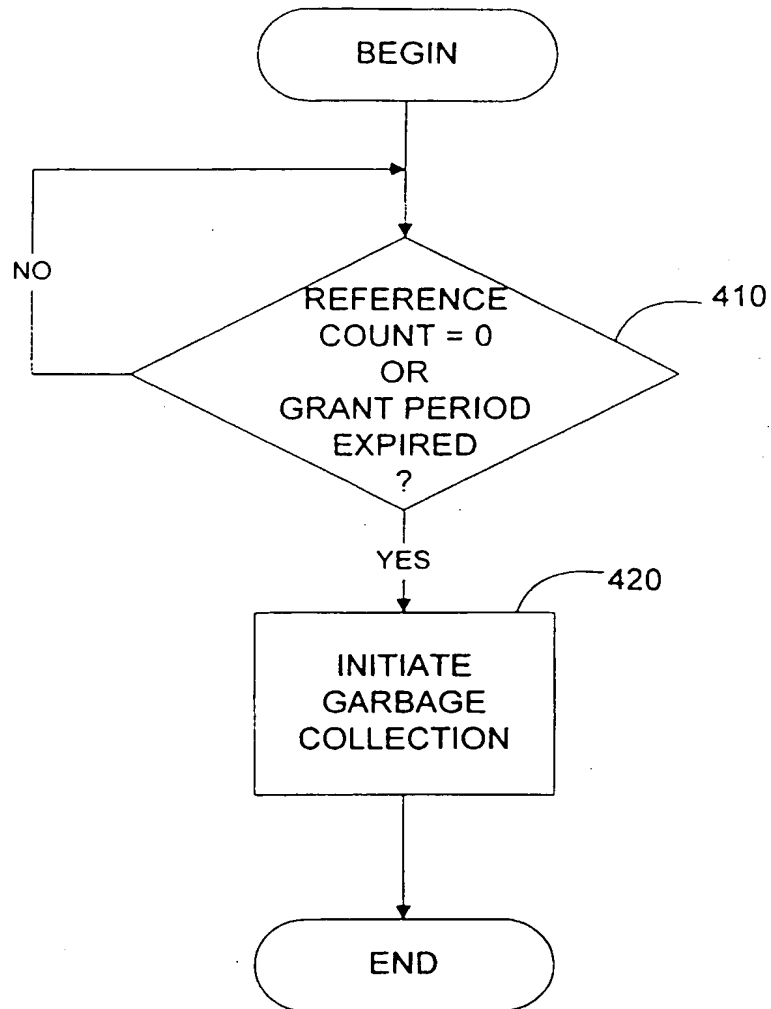 BEGIN
NO
REFERENCE
COUNT = 0
OR
GRANT PERIOD
EXPIRED
?
410
YES
420
INITIATE
GARBAGE
COLLECTION
END